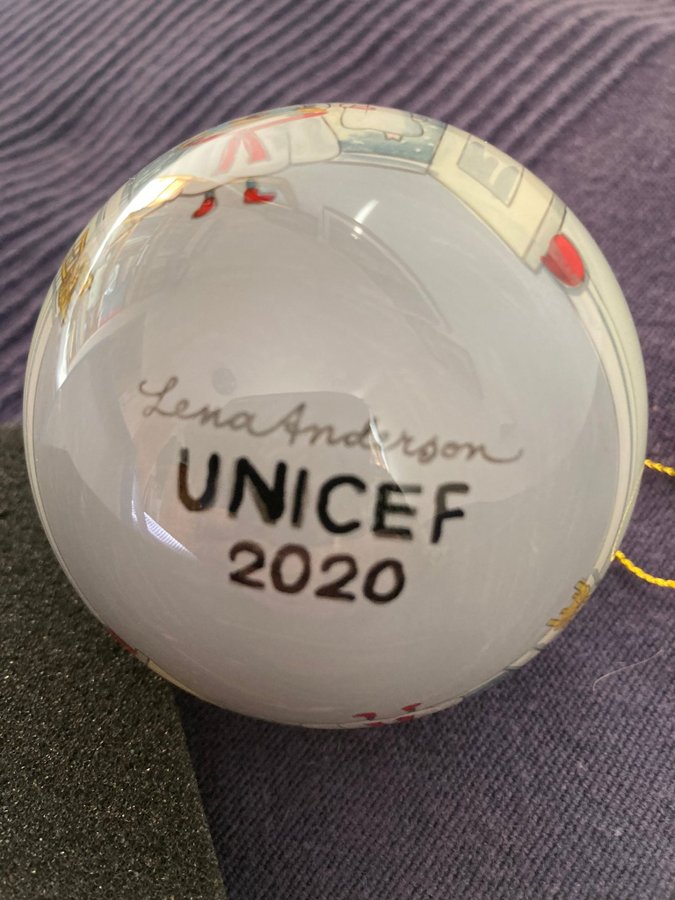 Lena Anderson
UNICEF
2020